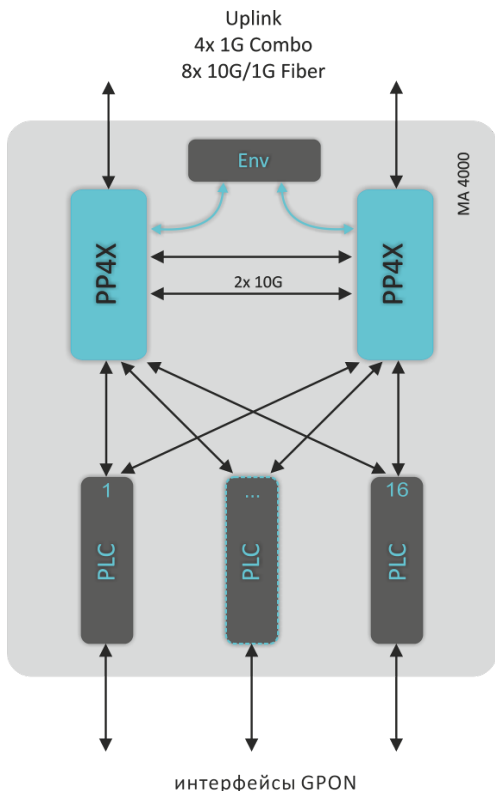 Uplink
4x 1G Combo
8x 10G/1G Fiber
Env
MA 4000
PP4X
PP4X
2x 10G
1
...
16
PLC
PLC
PLC
интерфейсы GPON